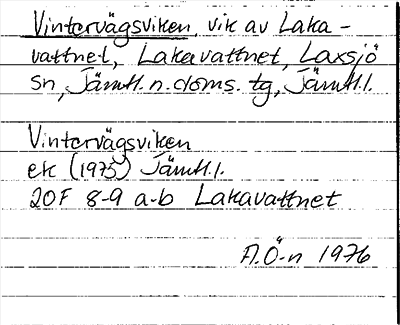 Vintervägsviken, vik av Laka-
vattnet, Lakavattnet, Laxsjö
sn, Jämtl. n. doms. tg, Jämtl. l.
Vintervägsviken
ek (1975) Jämtl. l.
20F 8-9 a-b Lakavattnet
A.Ö-n 1976